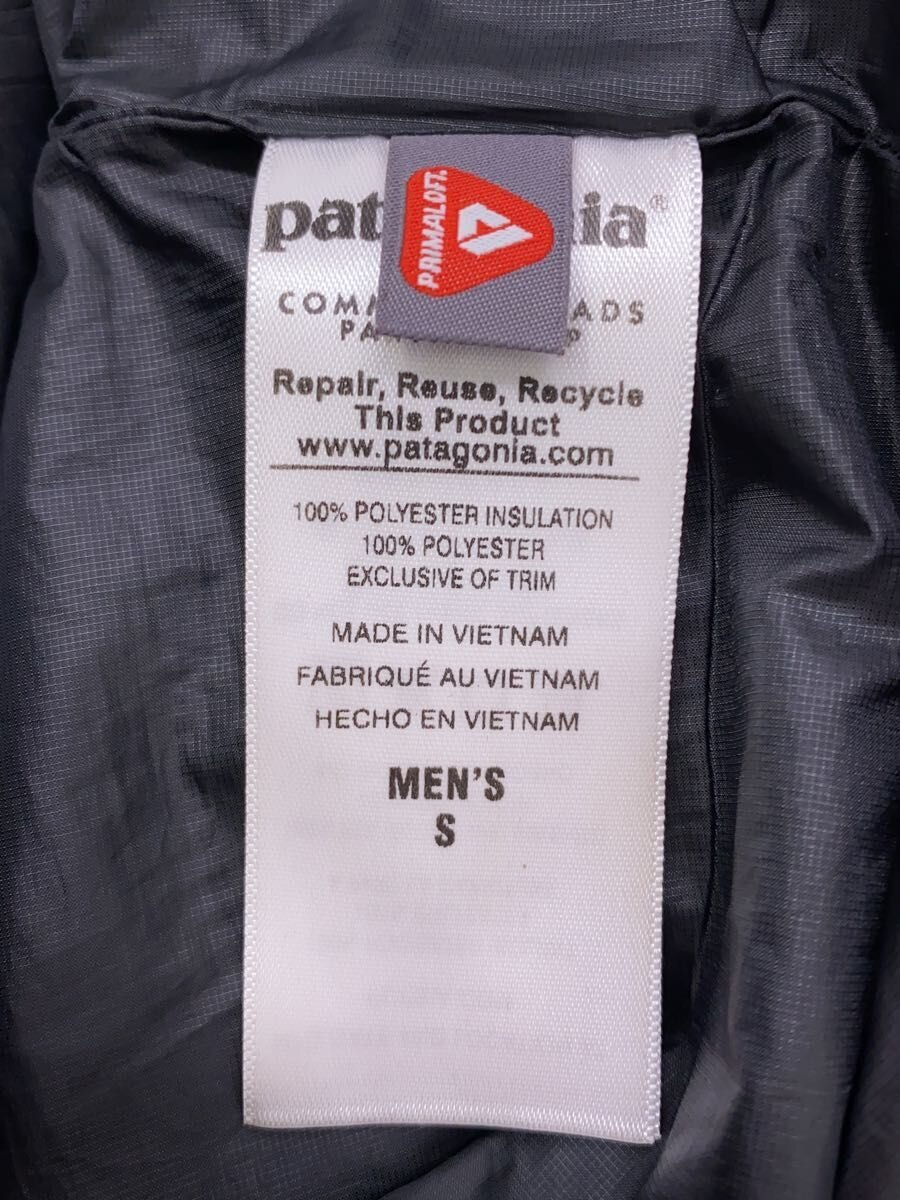 PRIMALOFT.
Repair, Reuse, Recycle
This Product
www.patagonia.com
100% POLYESTER INSULATION
100% POLYESTER
EXCLUSIVE OF TRIM
MADE IN VIETNAM
FABRIQUÉ AU VIETNAM
HECHO EN VIETNAM
MEN'S
S